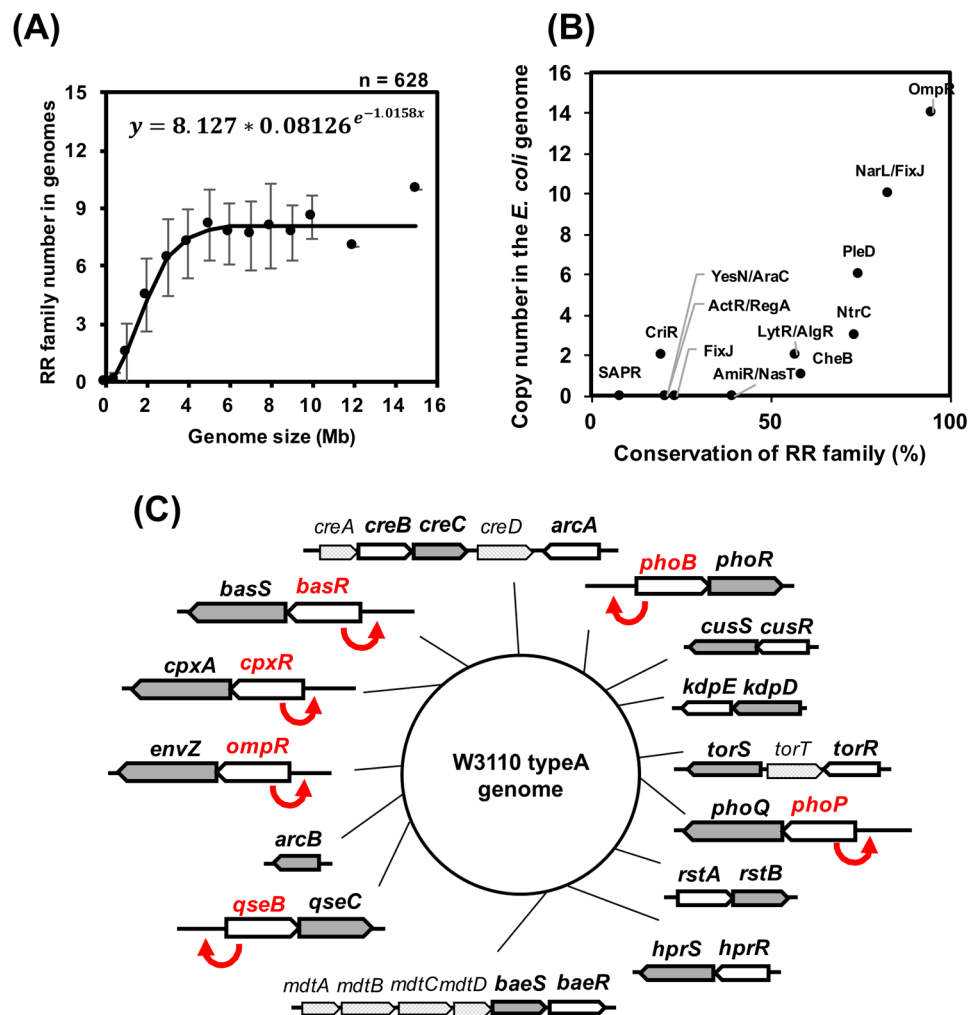 (A)
n = 628
y = 8.127 * 0.08126^{e^{-1.0158x}}
RR family number in genomes
15
12
9
6
3
0
0
2
4
6
8
10
12
14
16
Genome size (Mb)
(B)
Copy number in the E. coli genome
16
14
12
10
8
6
4
2
0
0
50
100
Conservation of RR family (%)
OmpR
NarL/FixJ
PleD
YesN/AraC
ActR/RegA
NtrC
LytR/AlgR
CriR
FixJ
CheB
SAPR
AmiR/NasT
(C)
creA creB creC creD arcA
phoB phoR
basS basR
cusS cusR
cpxA cpxR
kdpE kdpD
envZ ompR
torS torT torR
W3110 typeA
genome
phoQ phoP
arcB
rstA rstB
qseB qseC
hprS hprR
mdtA mdtB mdtC mdtD baeS baeR